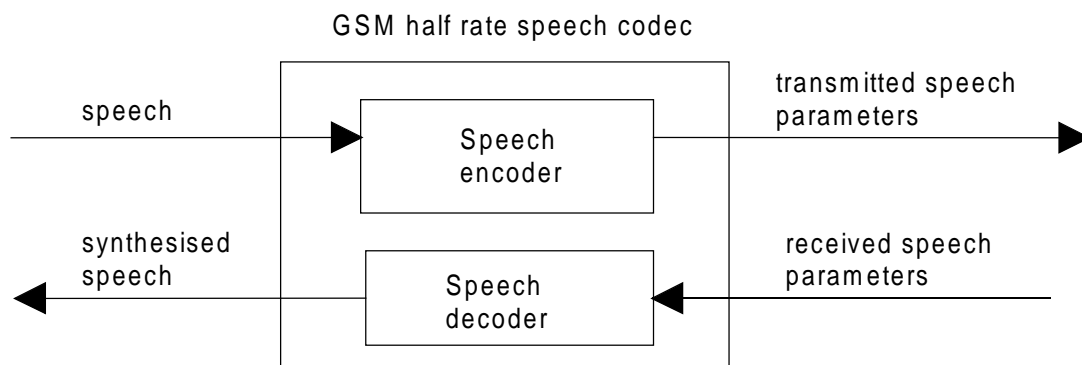 GSM half rate speech codec
speech
transmitted speech
parameters
Speech
encoder
synthesised
speech
received speech
parameters
Speech
decoder